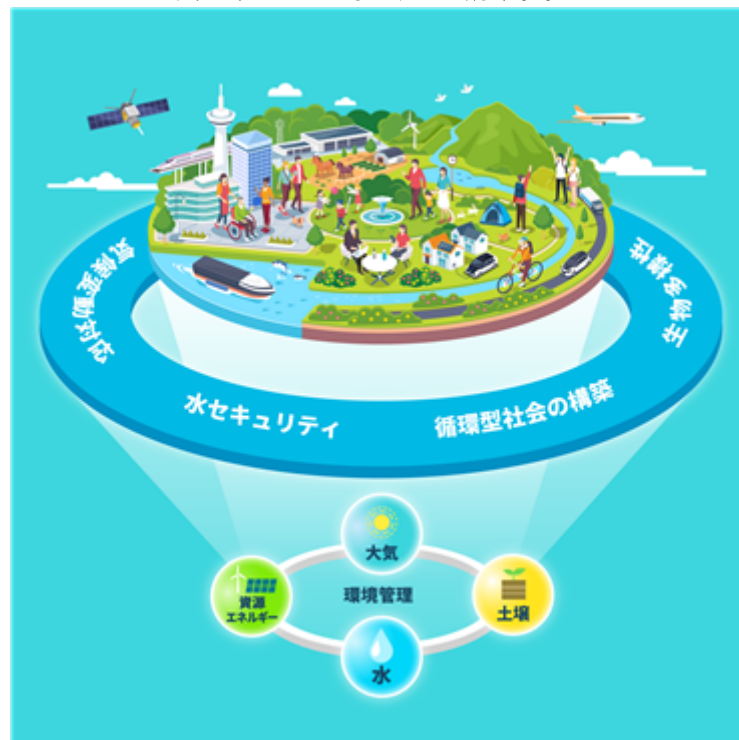 気候変動対応
生物多様性
水セキュリティ
循環型社会の構築
大気
資源
エネルギー
環境管理
土壌
水